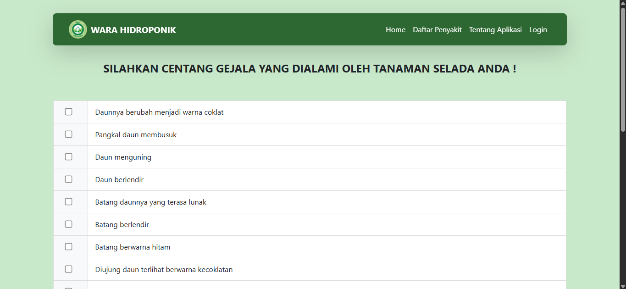 WARA HIDROPONIK
Home Daftar Penyakit Tentang Aplikasi Login
SILAHKAN CENTANG GEJALA YANG DIALAMI OLEH TANAMAN SELADA ANDA !
Daunnya berubah menjadi warna coklat
Pangkal daun membusuk
Daun menguning
Daun berlendir
Batang daunnya yang terasa lunak
Batang berlendir
Batang berwarna hitam
Diujung daun terlihat berwarna kecoklatan